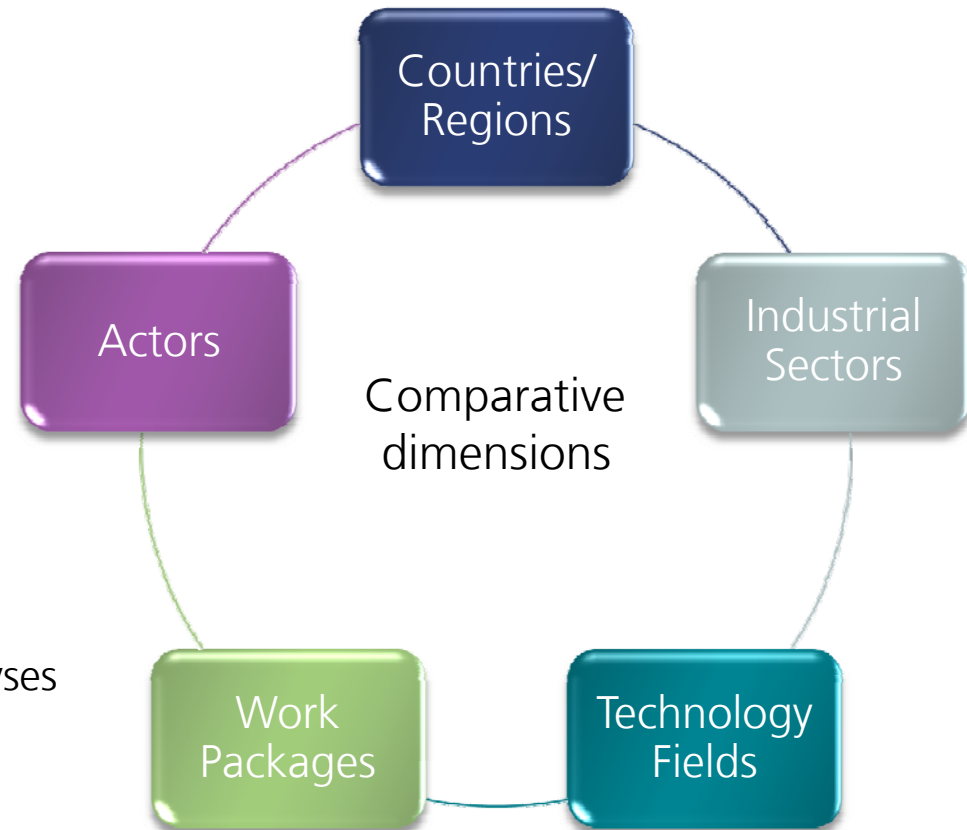 Countries/
Regions
Actors
Industrial
Sectors
Comparative
dimensions
Work
Packages
Technology
Fields